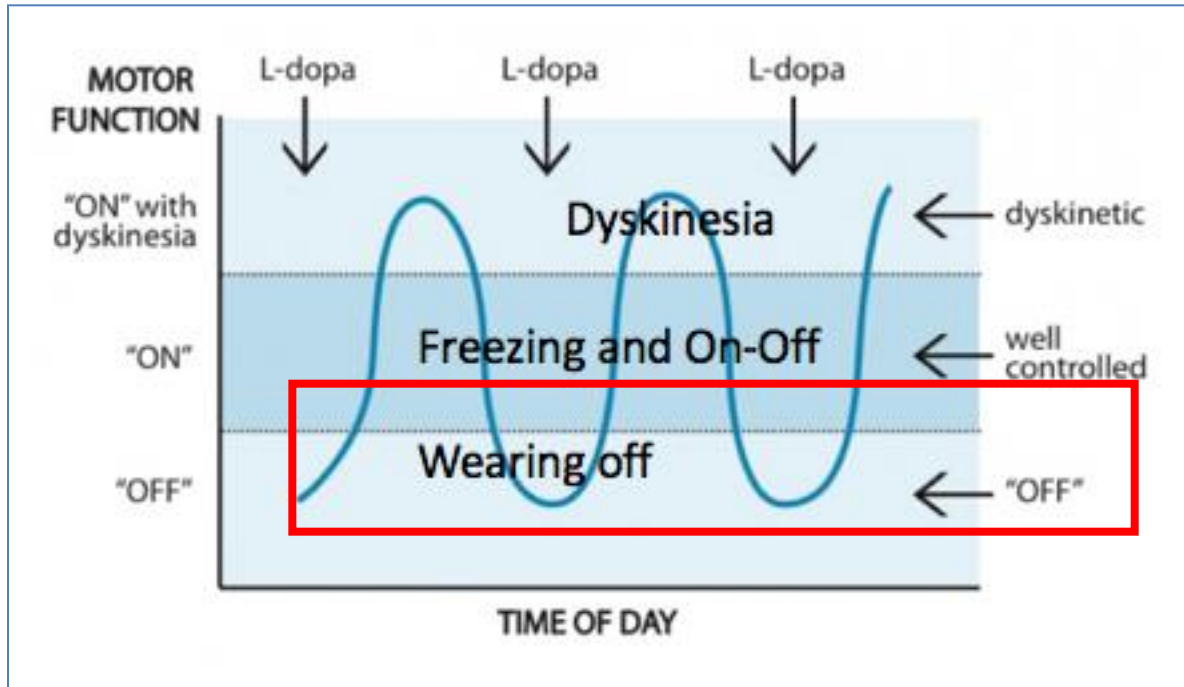 MOTOR
FUNCTION
L-dopa
L-dopa
L-dopa
"ON" with
dyskinesia
Dyskinesia
dyskinetic
"ON"
Freezing and On-Off
well
controlled
"OFF"
Wearing off
"OFF"
TIME OF DAY